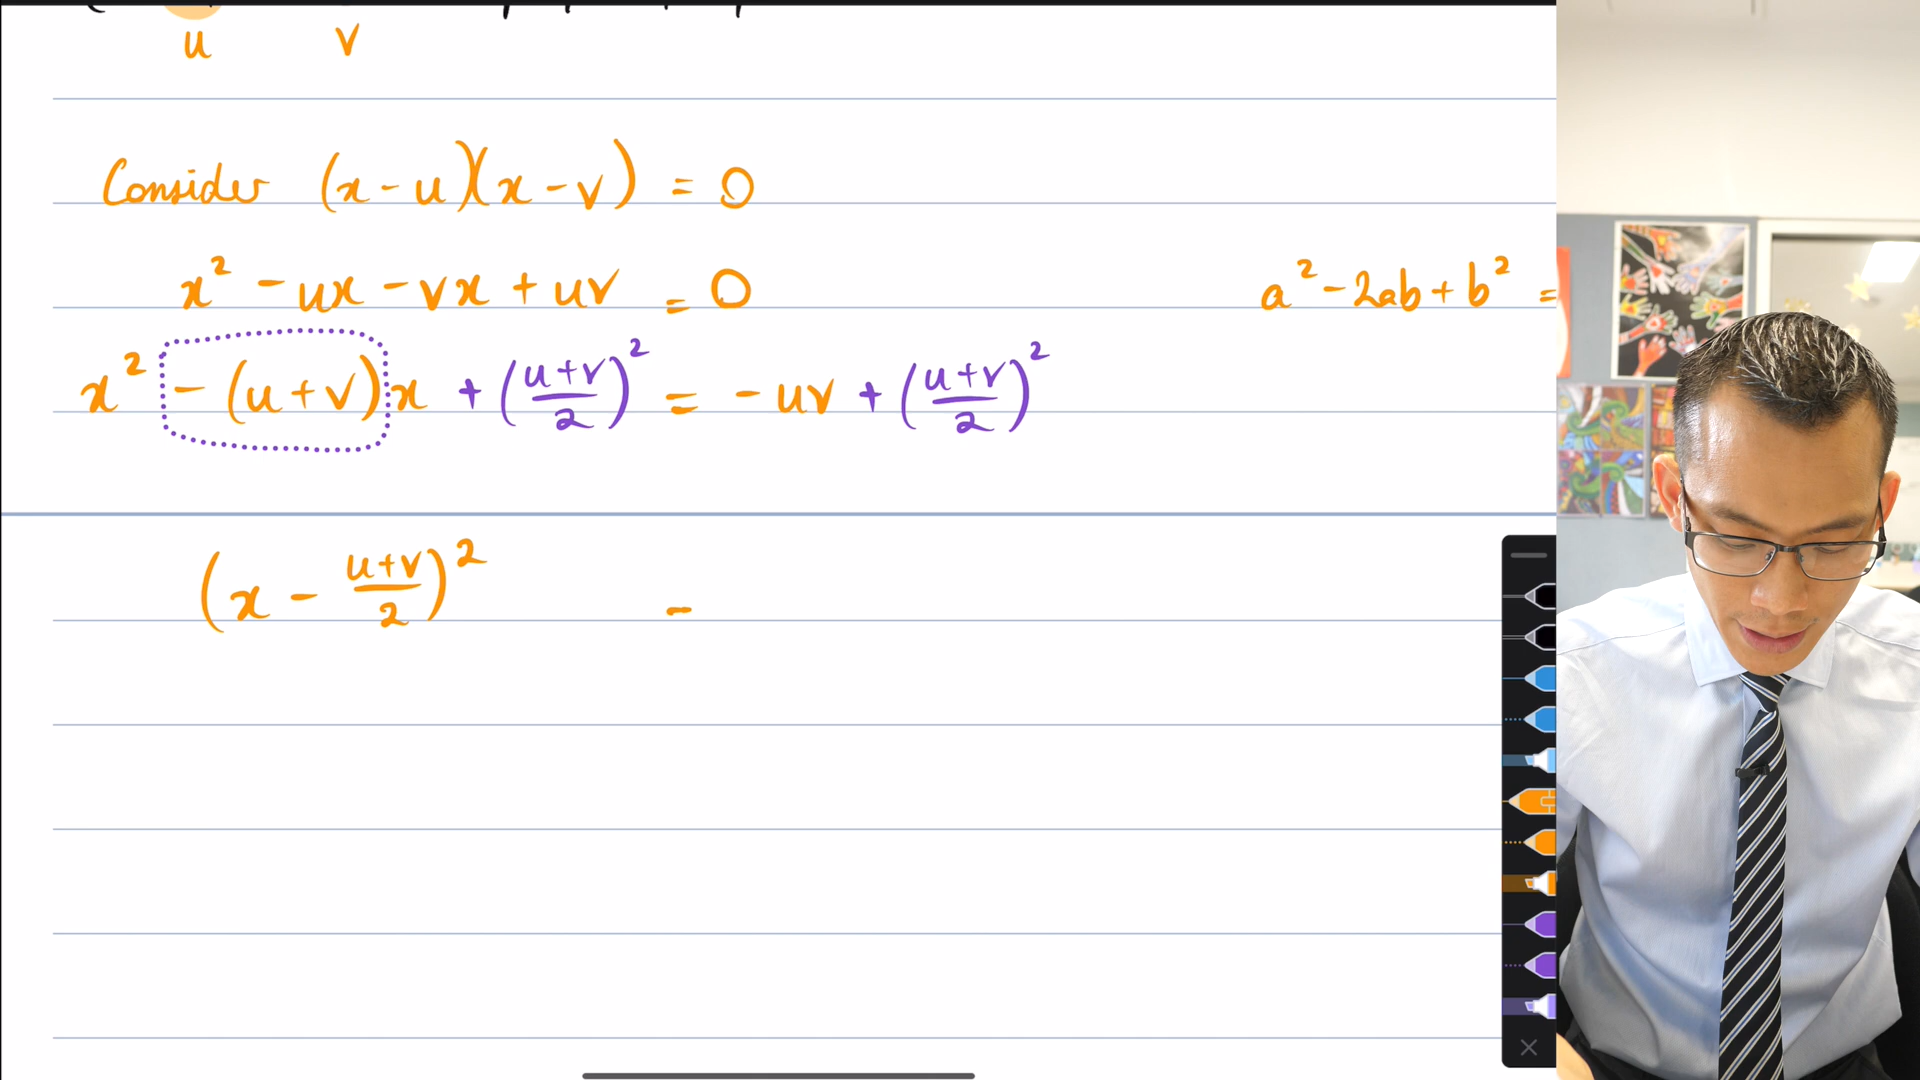 u v
Consider (x - u)(x - v) = 0
x² - ux - vx + uv = 0
a² - 2ab + b² =
x² - (u+v)x + ((u+v)/2)² = -uv + ((u+v)/2)²
(x - (u+v)/2)² -